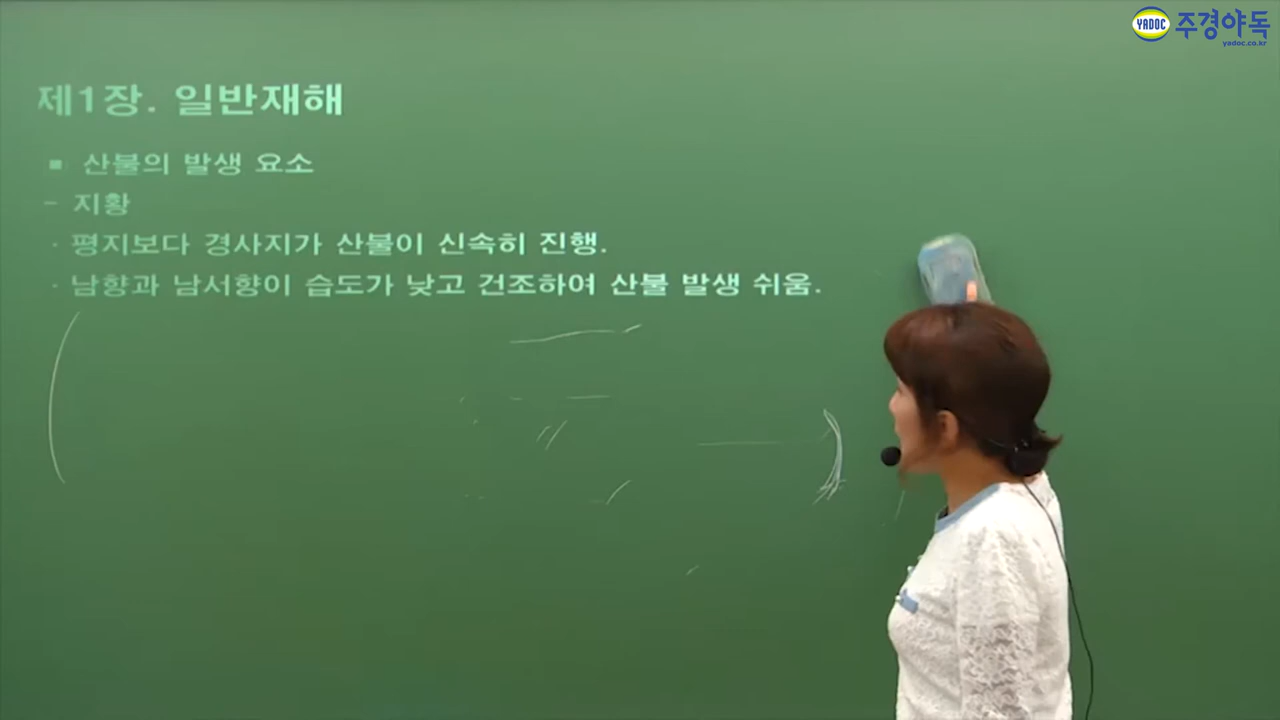 YADOC 주경야독
yadoc.co.kr
제1장. 일반재해
▪ 산불의 발생 요소
- 지황
· 평지보다 경사지가 산불이 신속히 진행.
· 남향과 남서향이 습도가 낮고 건조하여 산불 발생 쉬움.